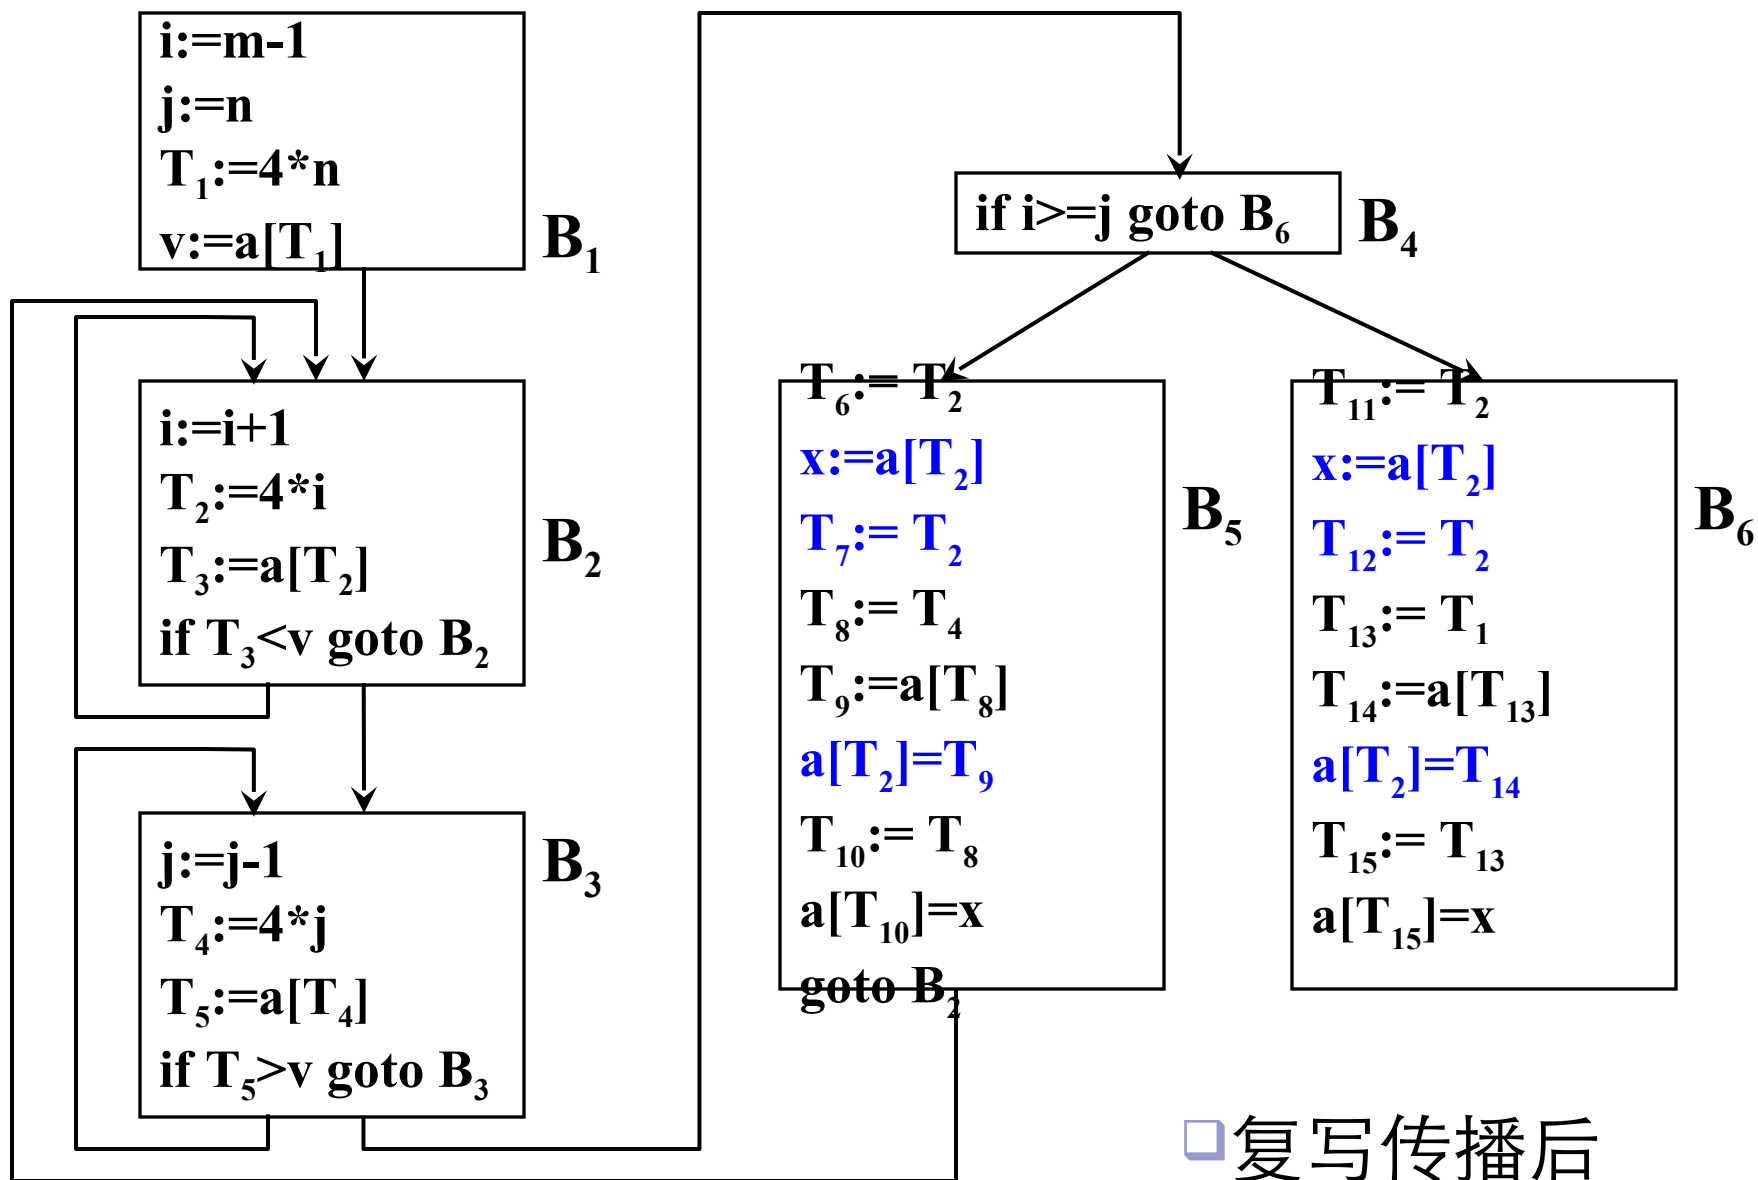 i:=m-1
j:=n
T₁:=4*n
v:=a[T₁]
B₁
i:=i+1
T₂:=4*i
T₃:=a[T₂]
if T₃<v goto B₂
B₂
j:=j-1
T₄:=4*j
T₅:=a[T₄]
if T₅>v goto B₃
B₃
if i>=j goto B₆
B₄
T₆:= T₂
x:=a[T₂]
T₇:= T₂
T₈:= T₄
T₉:=a[T₈]
a[T₂]=T₉
T₁₀:= T₈
a[T₁₀]=x
goto B₂
B₅
T₁₁:= T₂
x:=a[T₂]
T₁₂:= T₂
T₁₃:= T₁
T₁₄:=a[T₁₃]
a[T₂]=T₁₄
T₁₅:= T₁₃
a[T₁₅]=x
B₆
复写传播后